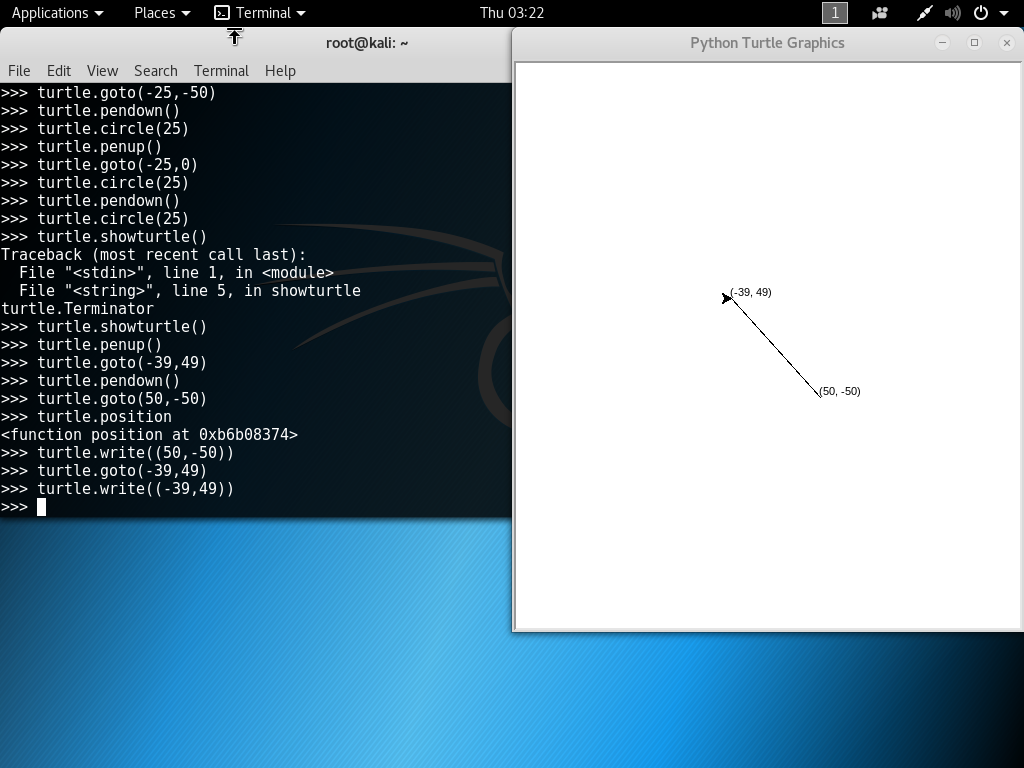 Applications Places Terminal Thu 03:22 1
root@kali: ~
File Edit View Search Terminal Help
>>> turtle.goto(-25,-50)
>>> turtle.pendown()
>>> turtle.circle(25)
>>> turtle.penup()
>>> turtle.goto(-25,0)
>>> turtle.circle(25)
>>> turtle.pendown()
>>> turtle.circle(25)
>>> turtle.showturtle()
Traceback (most recent call last):
  File "<stdin>", line 1, in <module>
  File "<string>", line 5, in showturtle
turtle.Terminator
>>> turtle.showturtle()
>>> turtle.penup()
>>> turtle.goto(-39,49)
>>> turtle.pendown()
>>> turtle.goto(50,-50)
>>> turtle.position
<function position at 0xb6b08374>
>>> turtle.write((50,-50))
>>> turtle.goto(-39,49)
>>> turtle.write((-39,49))
>>>
Python Turtle Graphics
(-39, 49)
(50, -50)